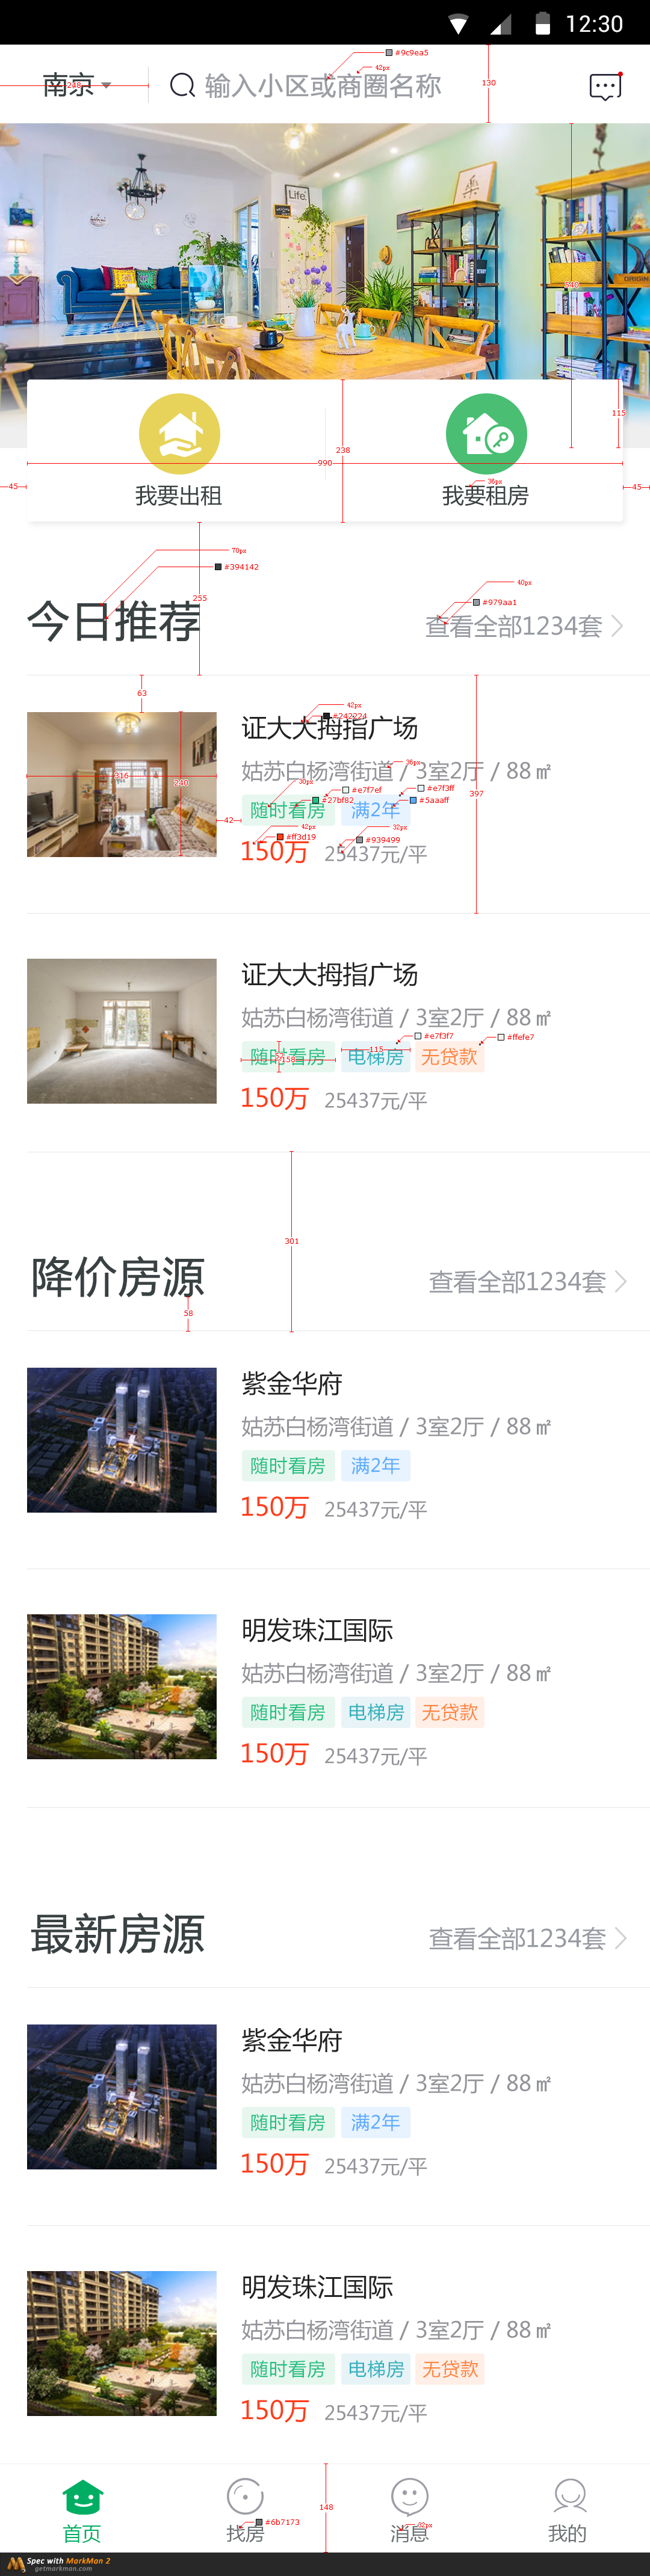 12:30
南京
248
输入小区或商圈名称
#9c9ea5
42px
130
Life.
ORIGIN
840
115
238
990
45
45
我要出租
我要租房
36px
70px
#394142
255
40px
#979aa1
今日推荐
查看全部1234套
63
证大大拇指广场
42px
#242224
姑苏白杨湾街道 / 3室2厅 / 88㎡
36px
316
240
42
397
30px
#e7f7ef
#e7f3ff
随时看房
#27bf82
满2年
#5aaaff
42px
32px
#ff3d19
#939499
150万
25437元/平
证大大拇指广场
姑苏白杨湾街道 / 3室2厅 / 88㎡
#e7f3f7
#ffefe7
随时看房 电梯房 无贷款
158
115
150万 25437元/平
301
降价房源
查看全部1234套
58
紫金华府
姑苏白杨湾街道 / 3室2厅 / 88㎡
随时看房 满2年
150万 25437元/平
明发珠江国际
姑苏白杨湾街道 / 3室2厅 / 88㎡
随时看房 电梯房 无贷款
150万 25437元/平
最新房源
查看全部1234套
紫金华府
姑苏白杨湾街道 / 3室2厅 / 88㎡
随时看房 满2年
150万 25437元/平
明发珠江国际
姑苏白杨湾街道 / 3室2厅 / 88㎡
随时看房 电梯房 无贷款
150万 25437元/平
148
#6b7173
32px
首页 找房 消息 我的
Spec with MarkMan 2
getmarkman.com